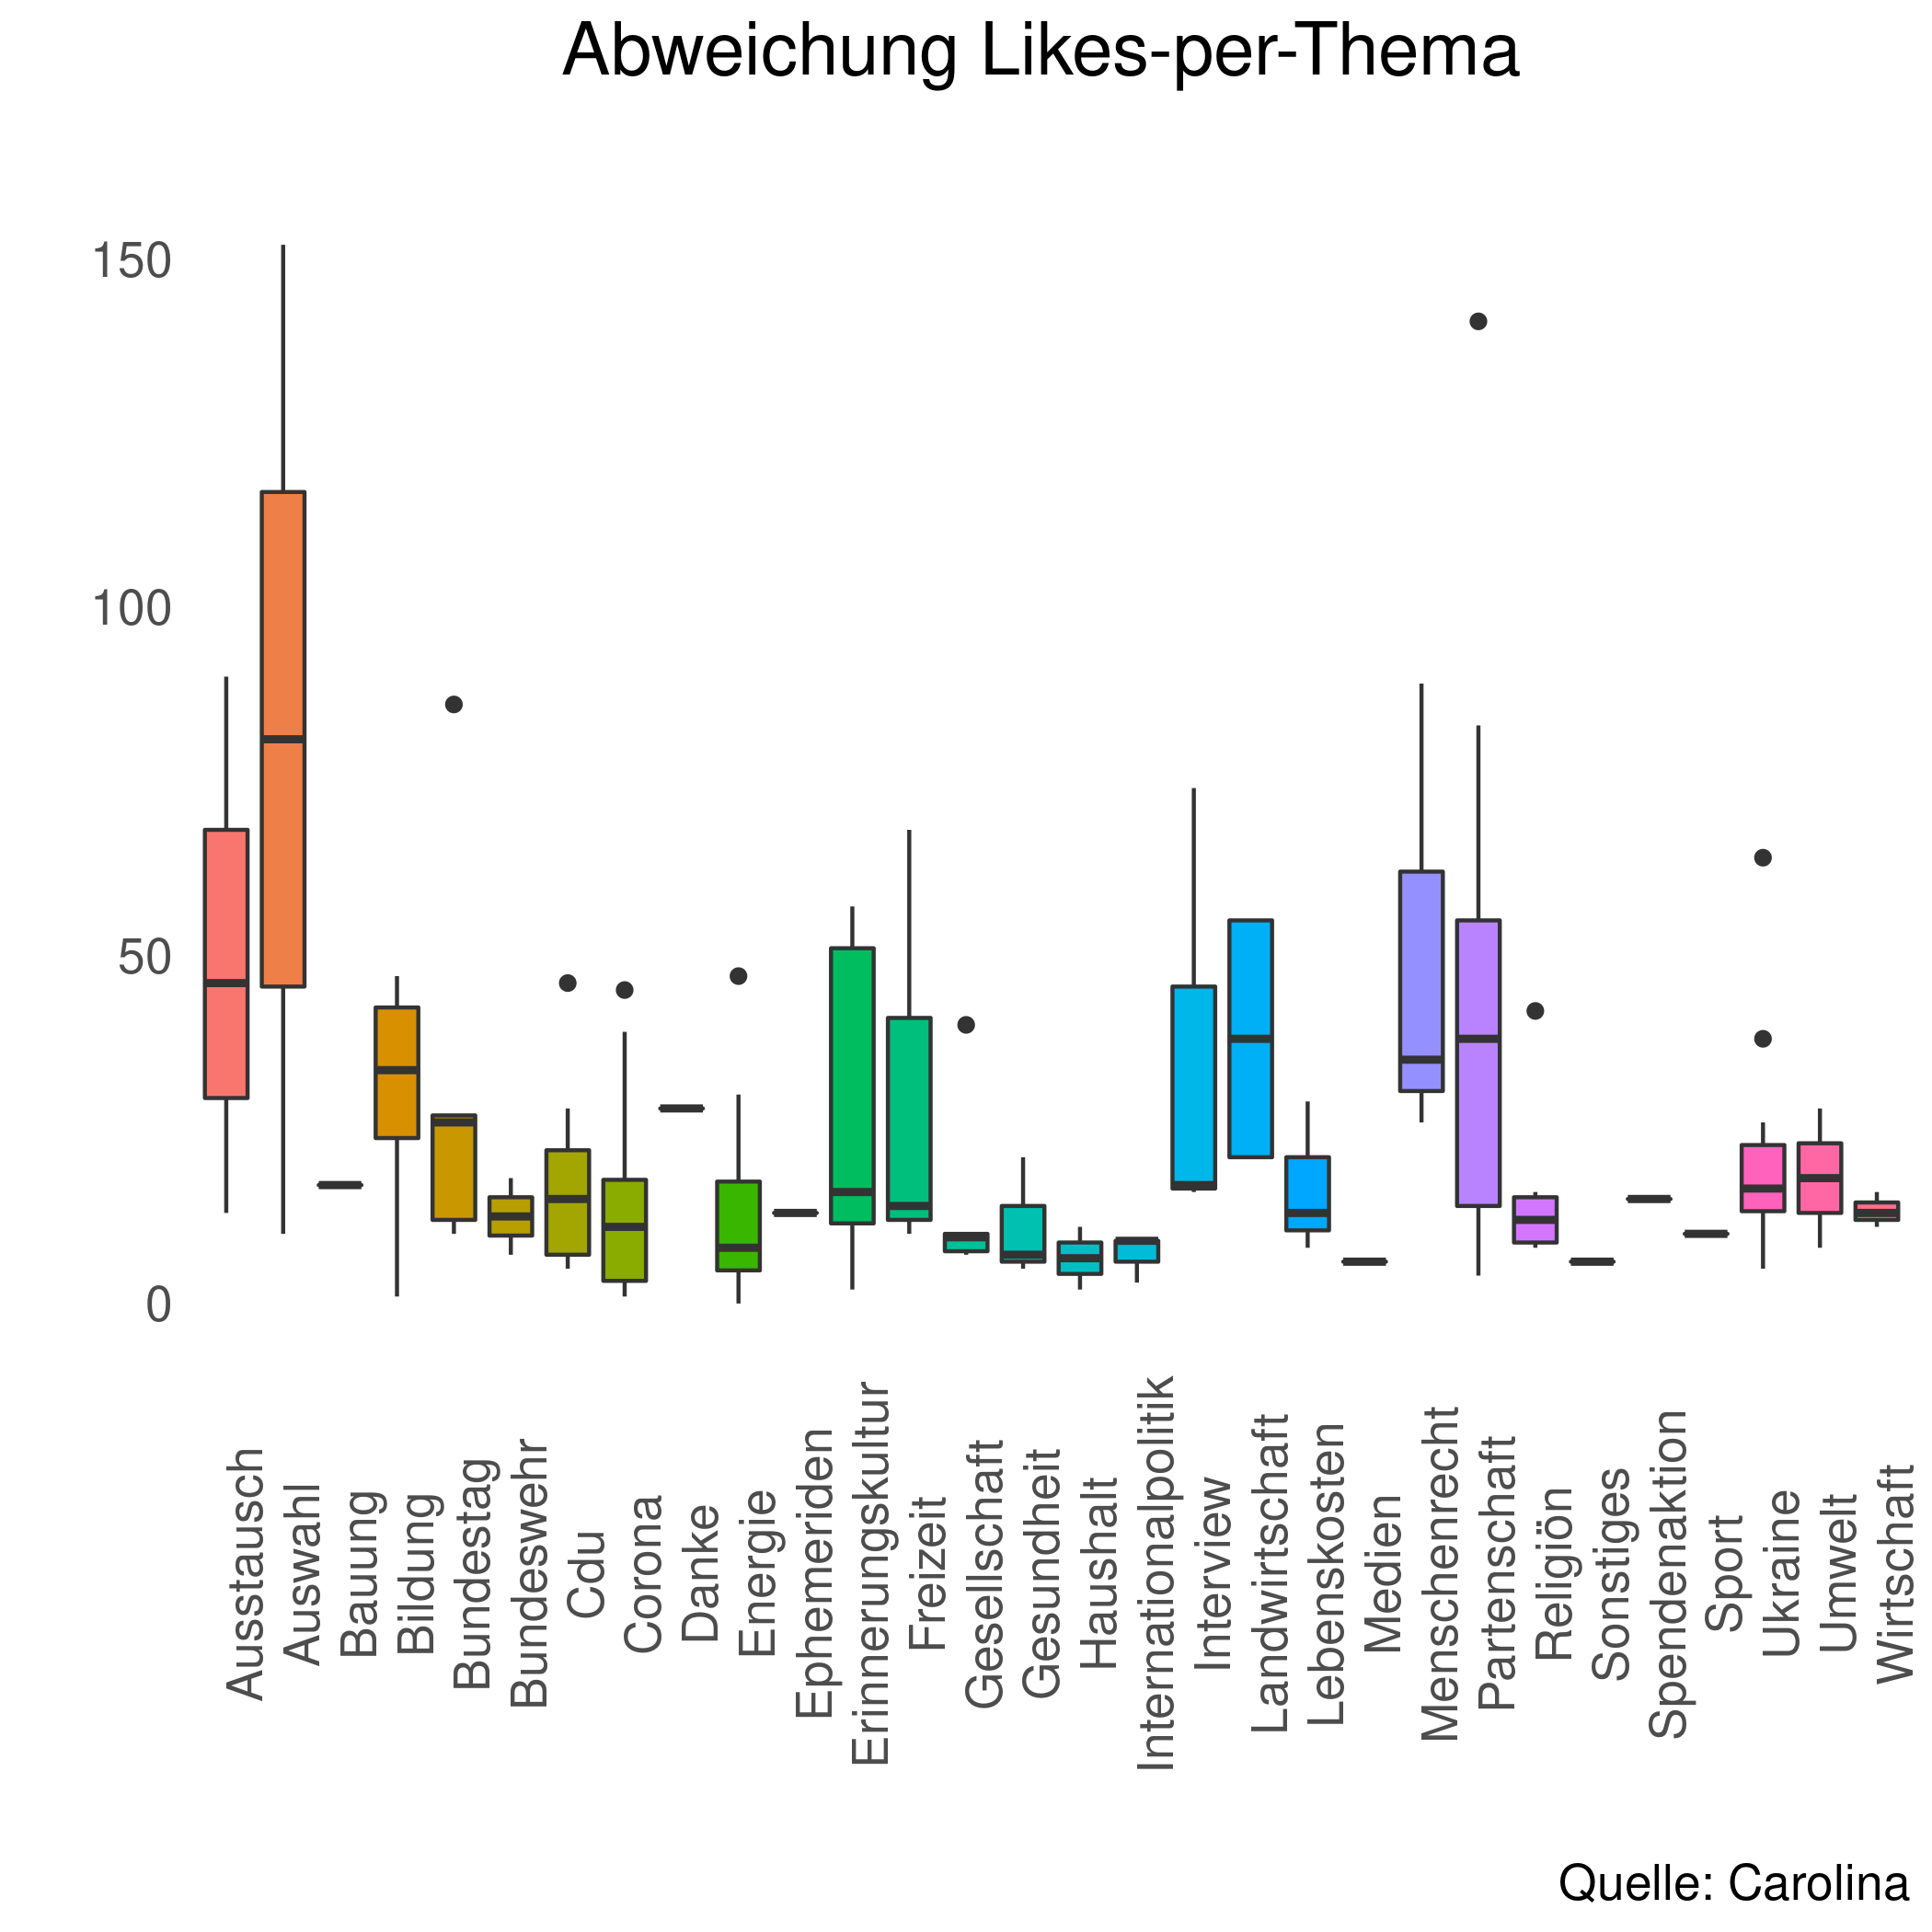 Abweichung Likes-per-Thema
150
100
50
0
Ausstausch
Auswahl
Bauung
Bildung
Bundestag
Bundeswehr
Cdu
Corona
Danke
Energie
Ephemeriden
Erinnerungskultur
Freizeit
Gesellschaft
Gesundheit
Haushalt
Internationalpolitik
Interview
Landwirtschaft
Lebenskosten
Medien
Menschenrecht
Partenschaft
Religiön
Sonstiges
Spendenaktion
Sport
Ukraine
Umwelt
Wirtschaft
Quelle: Carolina